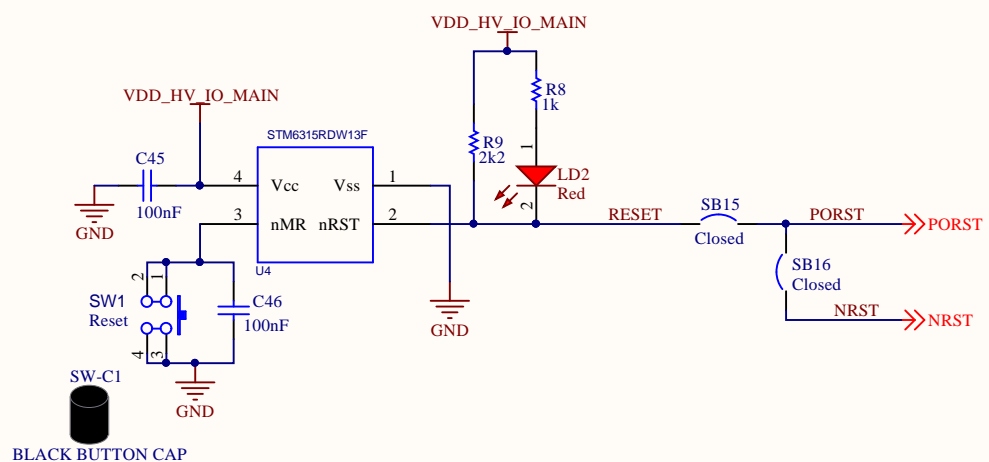 VDD_HV_IO_MAIN
R8
1k
VDD_HV_IO_MAIN
STM6315RDW13F
R9
2k2
1
C45
LD2
Red
4
Vcc
Vss
1
100nF
2
SB15
3
nMR
nRST
2
RESET
PORST
PORST
GND
Closed
U4
SB16
Closed
2
1
SW1
Reset
C46
100nF
GND
NRST
NRST
4
3
SW-C1
GND
BLACK BUTTON CAP